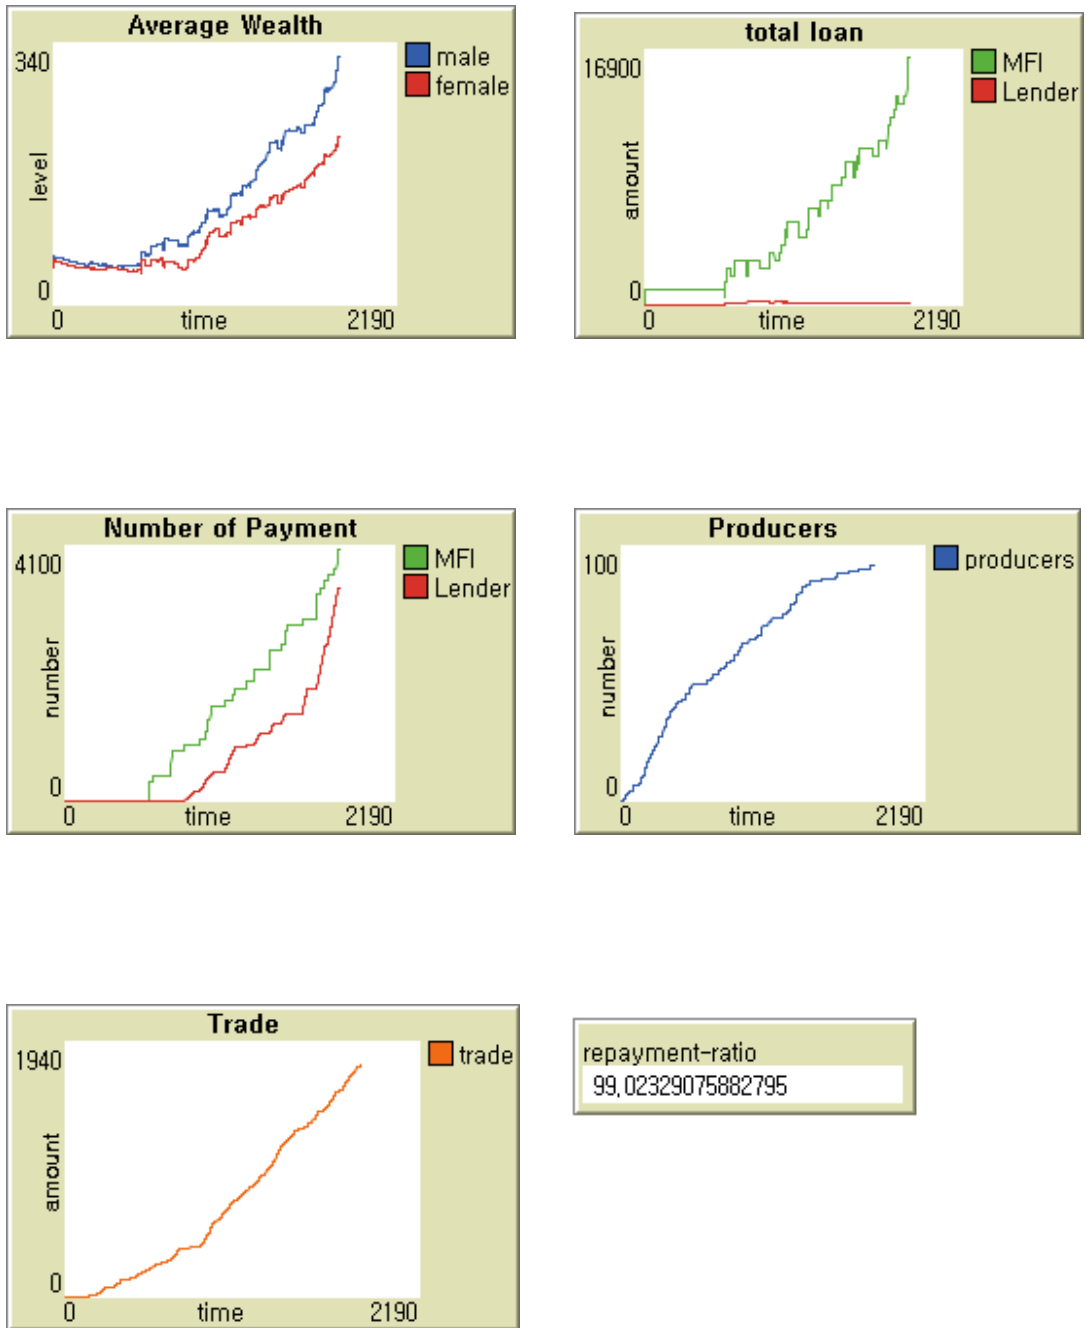 Average Wealth
340
level
0
0
time
2190
male
female
total loan
16900
amount
0
0
time
2190
MFI
Lender
Number of Payment
4100
number
0
0
time
2190
MFI
Lender
Producers
100
number
0
0
time
2190
producers
Trade
1940
amount
0
0
time
2190
trade
repayment-ratio
99,02329075882795